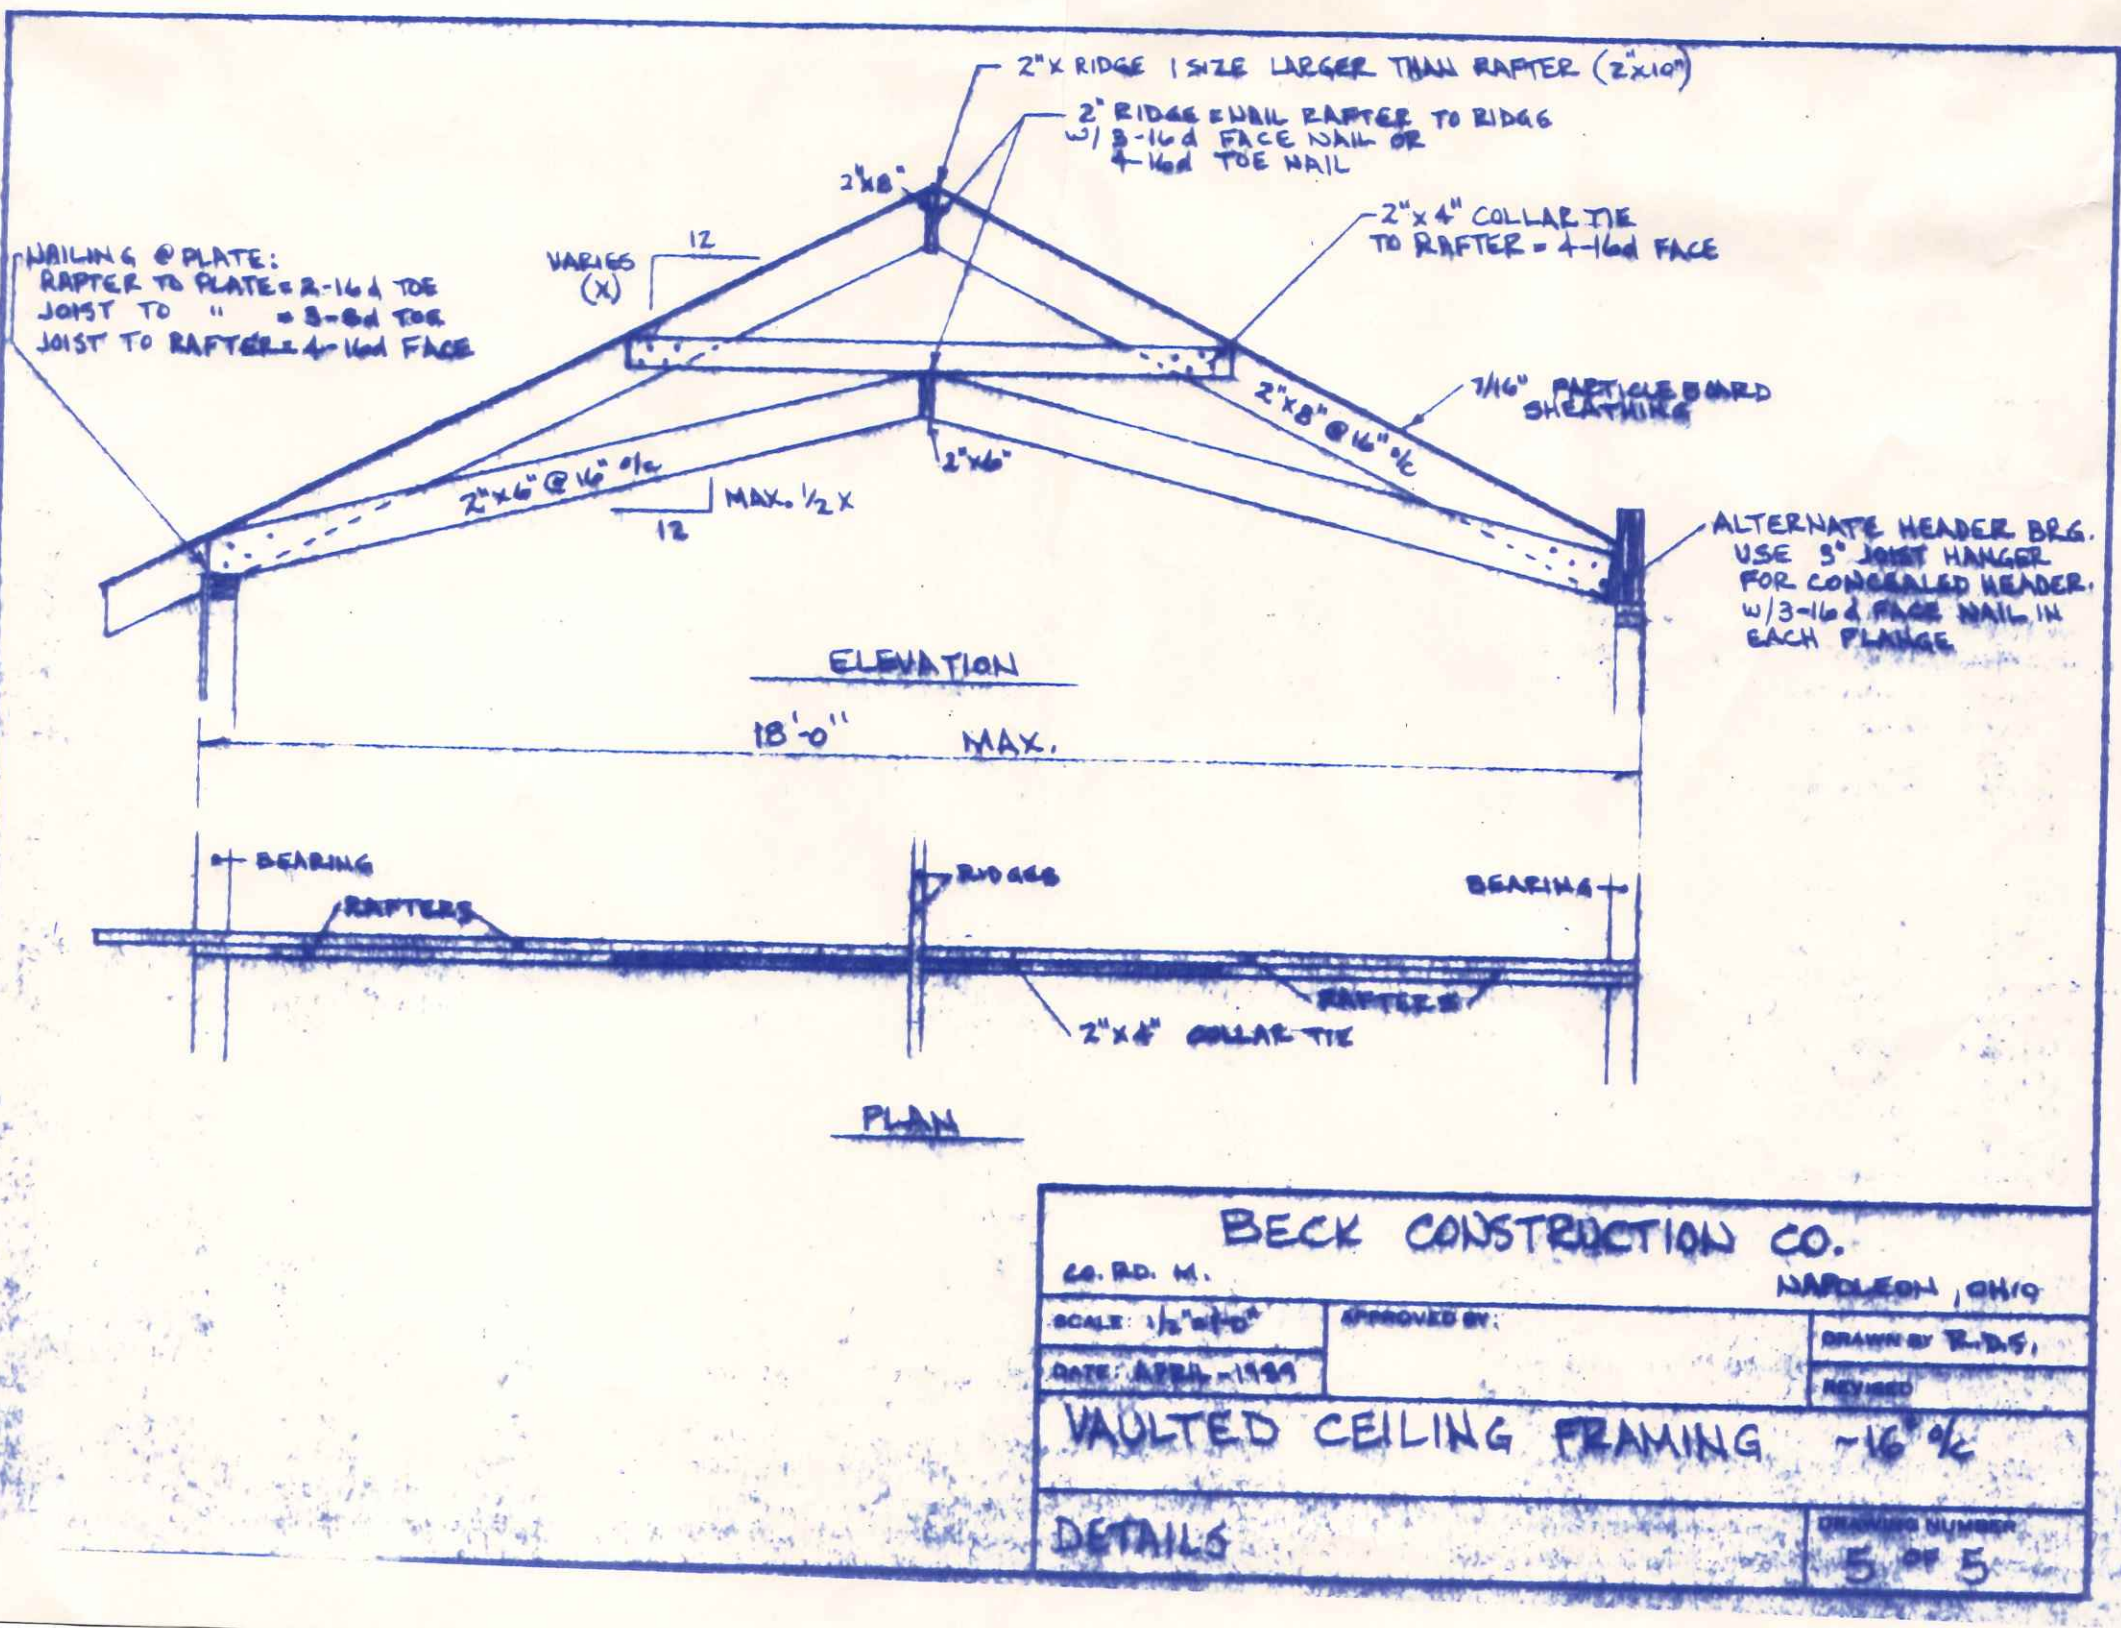 2"X RIDGE 1 SIZE LARGER THAN RAFTER (2"x10")
2" RIDGE = NAIL RAFTER TO RIDGE
w/ 3-16d FACE NAIL OR
4-16d TOE NAIL
2"x8"
2"x4" COLLAR TIE
TO RAFTER = 4-16d FACE
NAILING @ PLATE:
RAFTER TO PLATE = 2-16d TOE
JOIST TO " = 3-8d TOE
JOIST TO RAFTER = 4-16d FACE
VARIES
(X)
12
7/16" PARTICLE BOARD
SHEATHING
2"x8" @ 16" o/c
2"x6" @ 16" o/c
2"x6"
MAX. 1/2 X
12
ALTERNATE HEADER BRG.
USE 3" JOIST HANGER
FOR CONCEALED HEADER.
w/3-16d FACE NAIL IN
EACH FLANGE
ELEVATION
18'-0" MAX.
BEARING
RIDGES
BEARING
RAFTERS
RAFTERS
2"x4" COLLAR TIE
PLAN
BECK CONSTRUCTION CO.
CO. RD. M.
NAPOLEON, OHIO
SCALE: 1/2"=1'-0"
APPROVED BY:
DRAWN BY R.D.S.
DATE: APRIL-1989
REVISED
VAULTED CEILING FRAMING -16" o/c
DETAILS
DRAWING NUMBER
5 OF 5